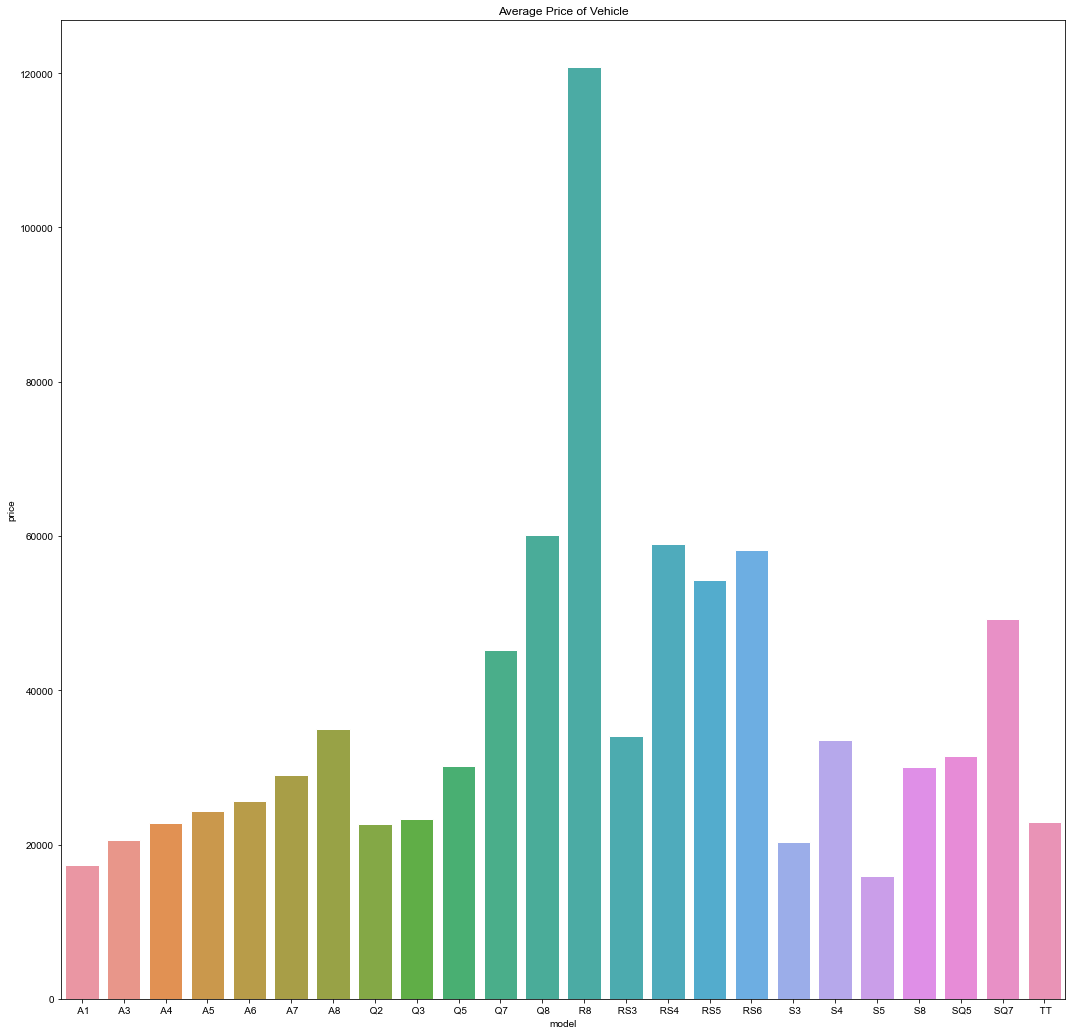 Average Price of Vehicle
120000
100000
80000
60000
40000
20000
0
price
A1 A3 A4 A5 A6 A7 A8 Q2 Q3 Q5 Q7 Q8 R8 RS3 RS4 RS5 RS6 S3 S4 S5 S8 SQ5 SQ7 TT
model